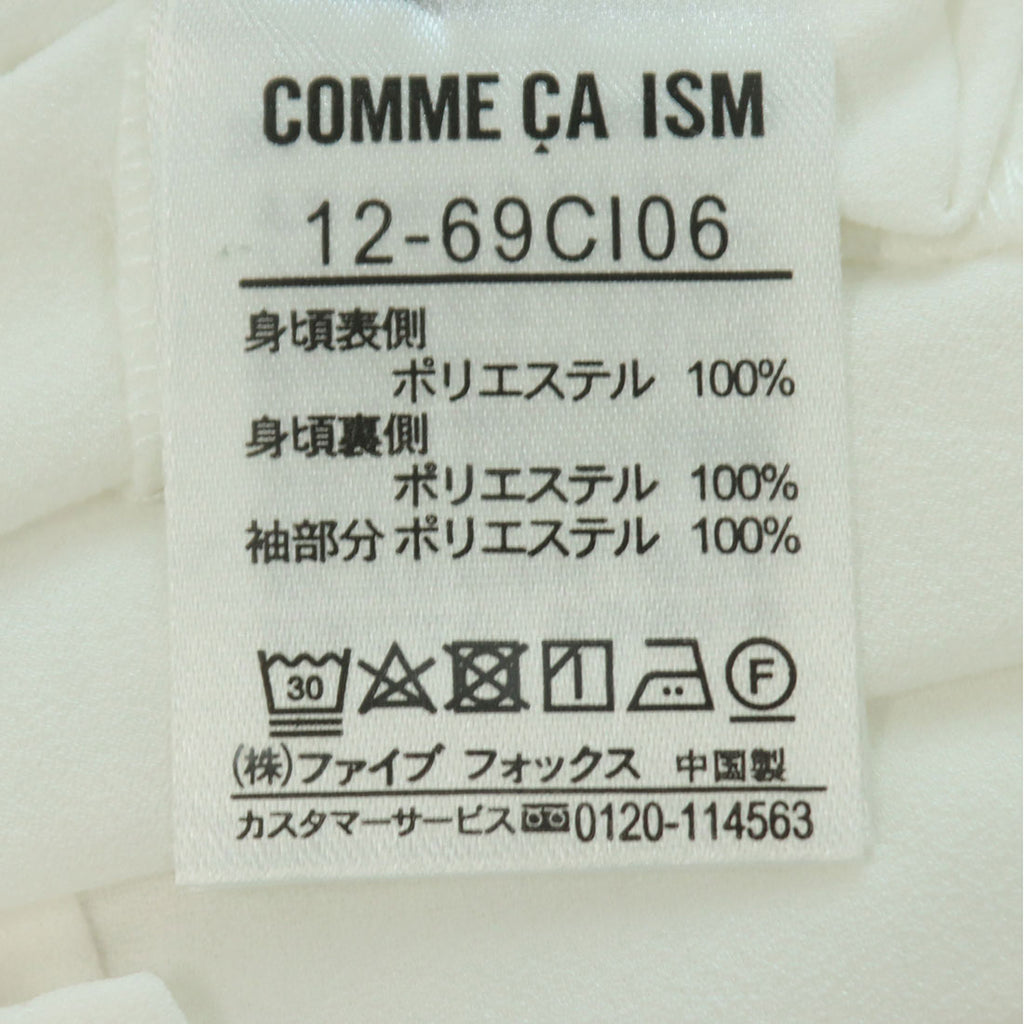 COMME ÇA ISM
12-69CI06
身頃表側
ポリエステル 100%
身頃裏側
ポリエステル 100%
袖部分 ポリエステル 100%
30 F
(株)ファイブ フォックス 中国製
カスタマーサービス 0120-114563